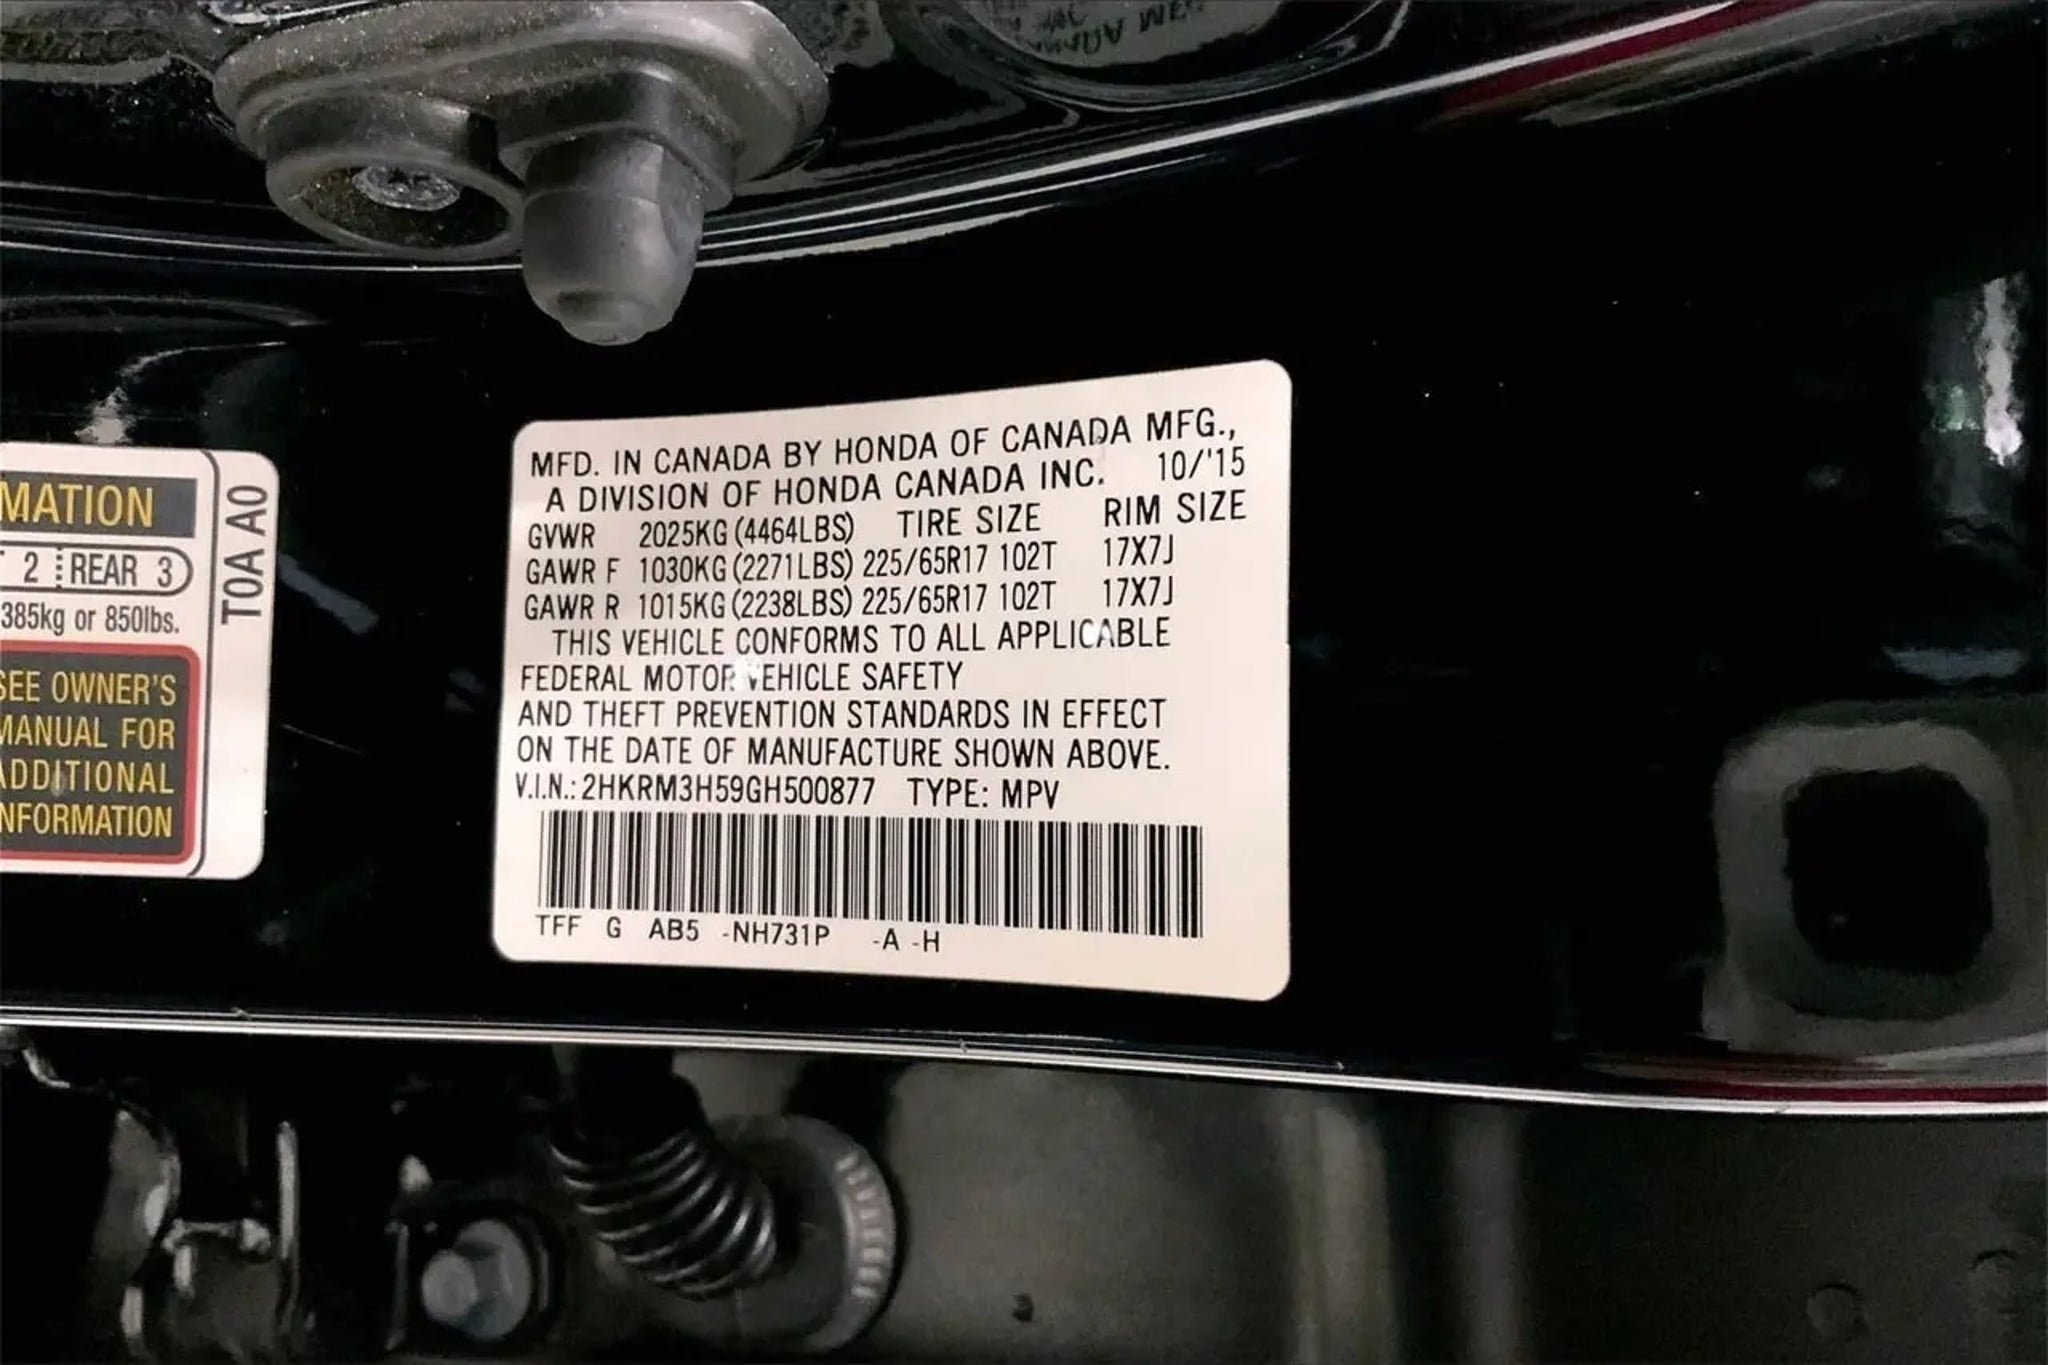 MATION
2 REAR 3
385kg or 850lbs.
SEE OWNER'S
MANUAL FOR
ADDITIONAL
INFORMATION
T0A A0
MFD. IN CANADA BY HONDA OF CANADA MFG.,
A DIVISION OF HONDA CANADA INC. 10/'15
GVWR 2025KG (4464LBS) TIRE SIZE RIM SIZE
GAWR F 1030KG (2271LBS) 225/65R17 102T 17X7J
GAWR R 1015KG (2238LBS) 225/65R17 102T 17X7J
THIS VEHICLE CONFORMS TO ALL APPLICABLE
FEDERAL MOTOR VEHICLE SAFETY
AND THEFT PREVENTION STANDARDS IN EFFECT
ON THE DATE OF MANUFACTURE SHOWN ABOVE.
V.I.N.: 2HKRM3H59GH500877 TYPE: MPV
TFF G AB5 -NH731P -A -H